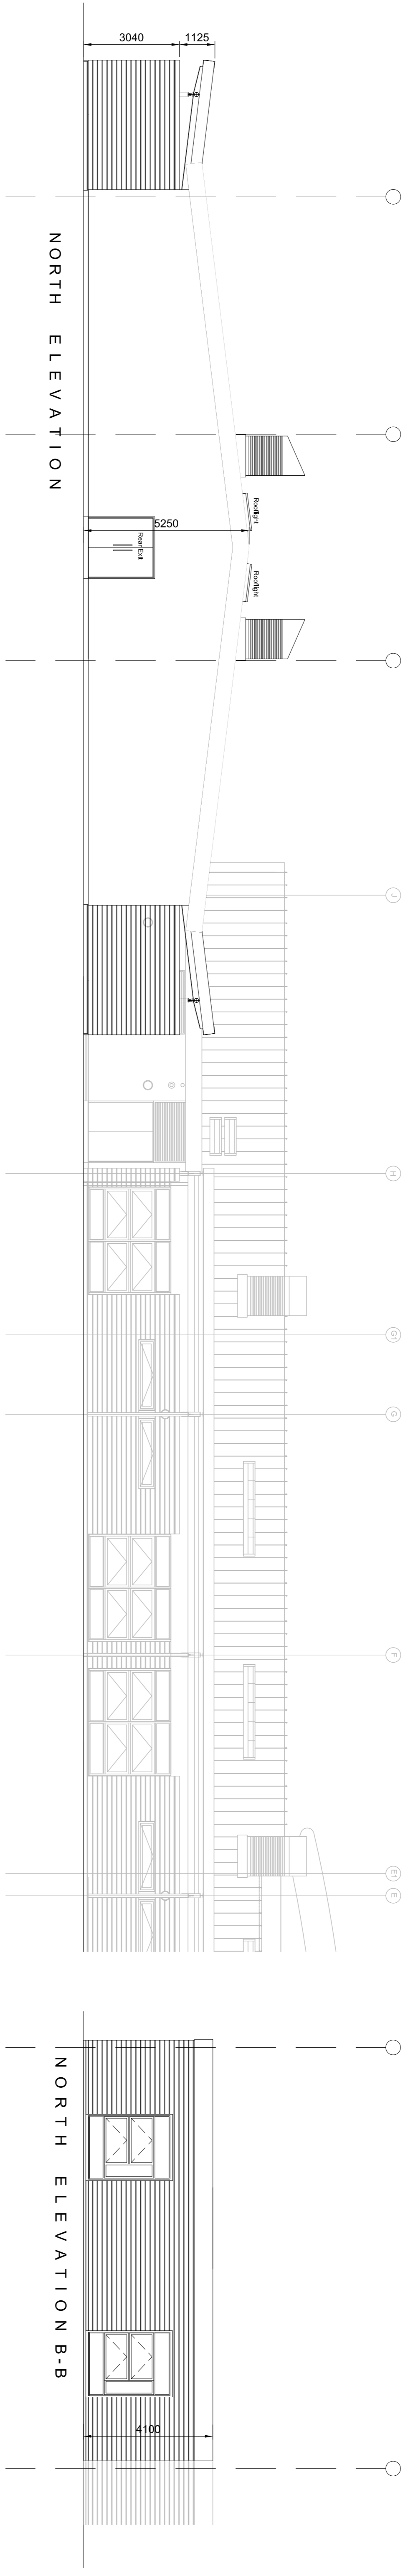 3040
1125
NORTH ELEVATION
5250
Rear Exit
Rooflight
Rooflight
J
H
G1
G
F
E1
E
NORTH ELEVATION B-B
4100